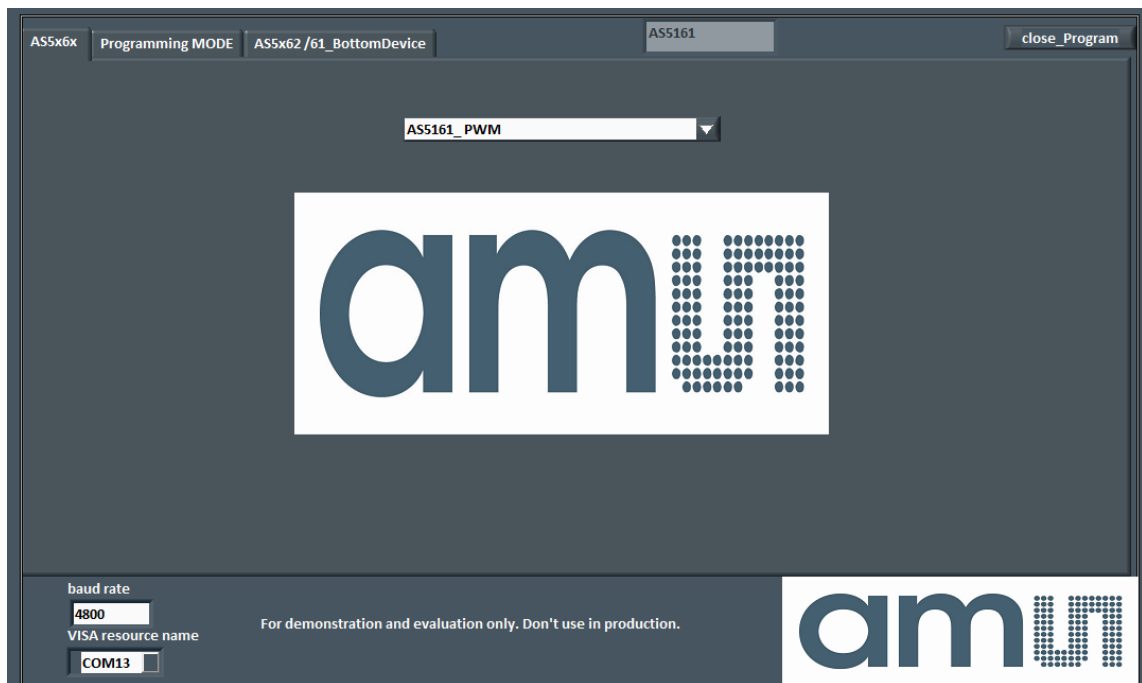 AS5x6x
Programming MODE
AS5x62 /61_BottomDevice
AS5161
close_Program
AS5161_ PWM
am
baud rate
4800
VISA resource name
COM13
For demonstration and evaluation only. Don't use in production.
am